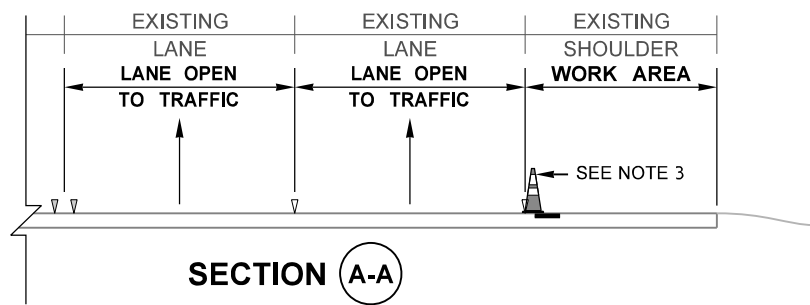 EXISTING EXISTING EXISTING
LANE LANE SHOULDER
LANE OPEN LANE OPEN WORK AREA
TO TRAFFIC TO TRAFFIC
SEE NOTE 3
SECTION A-A